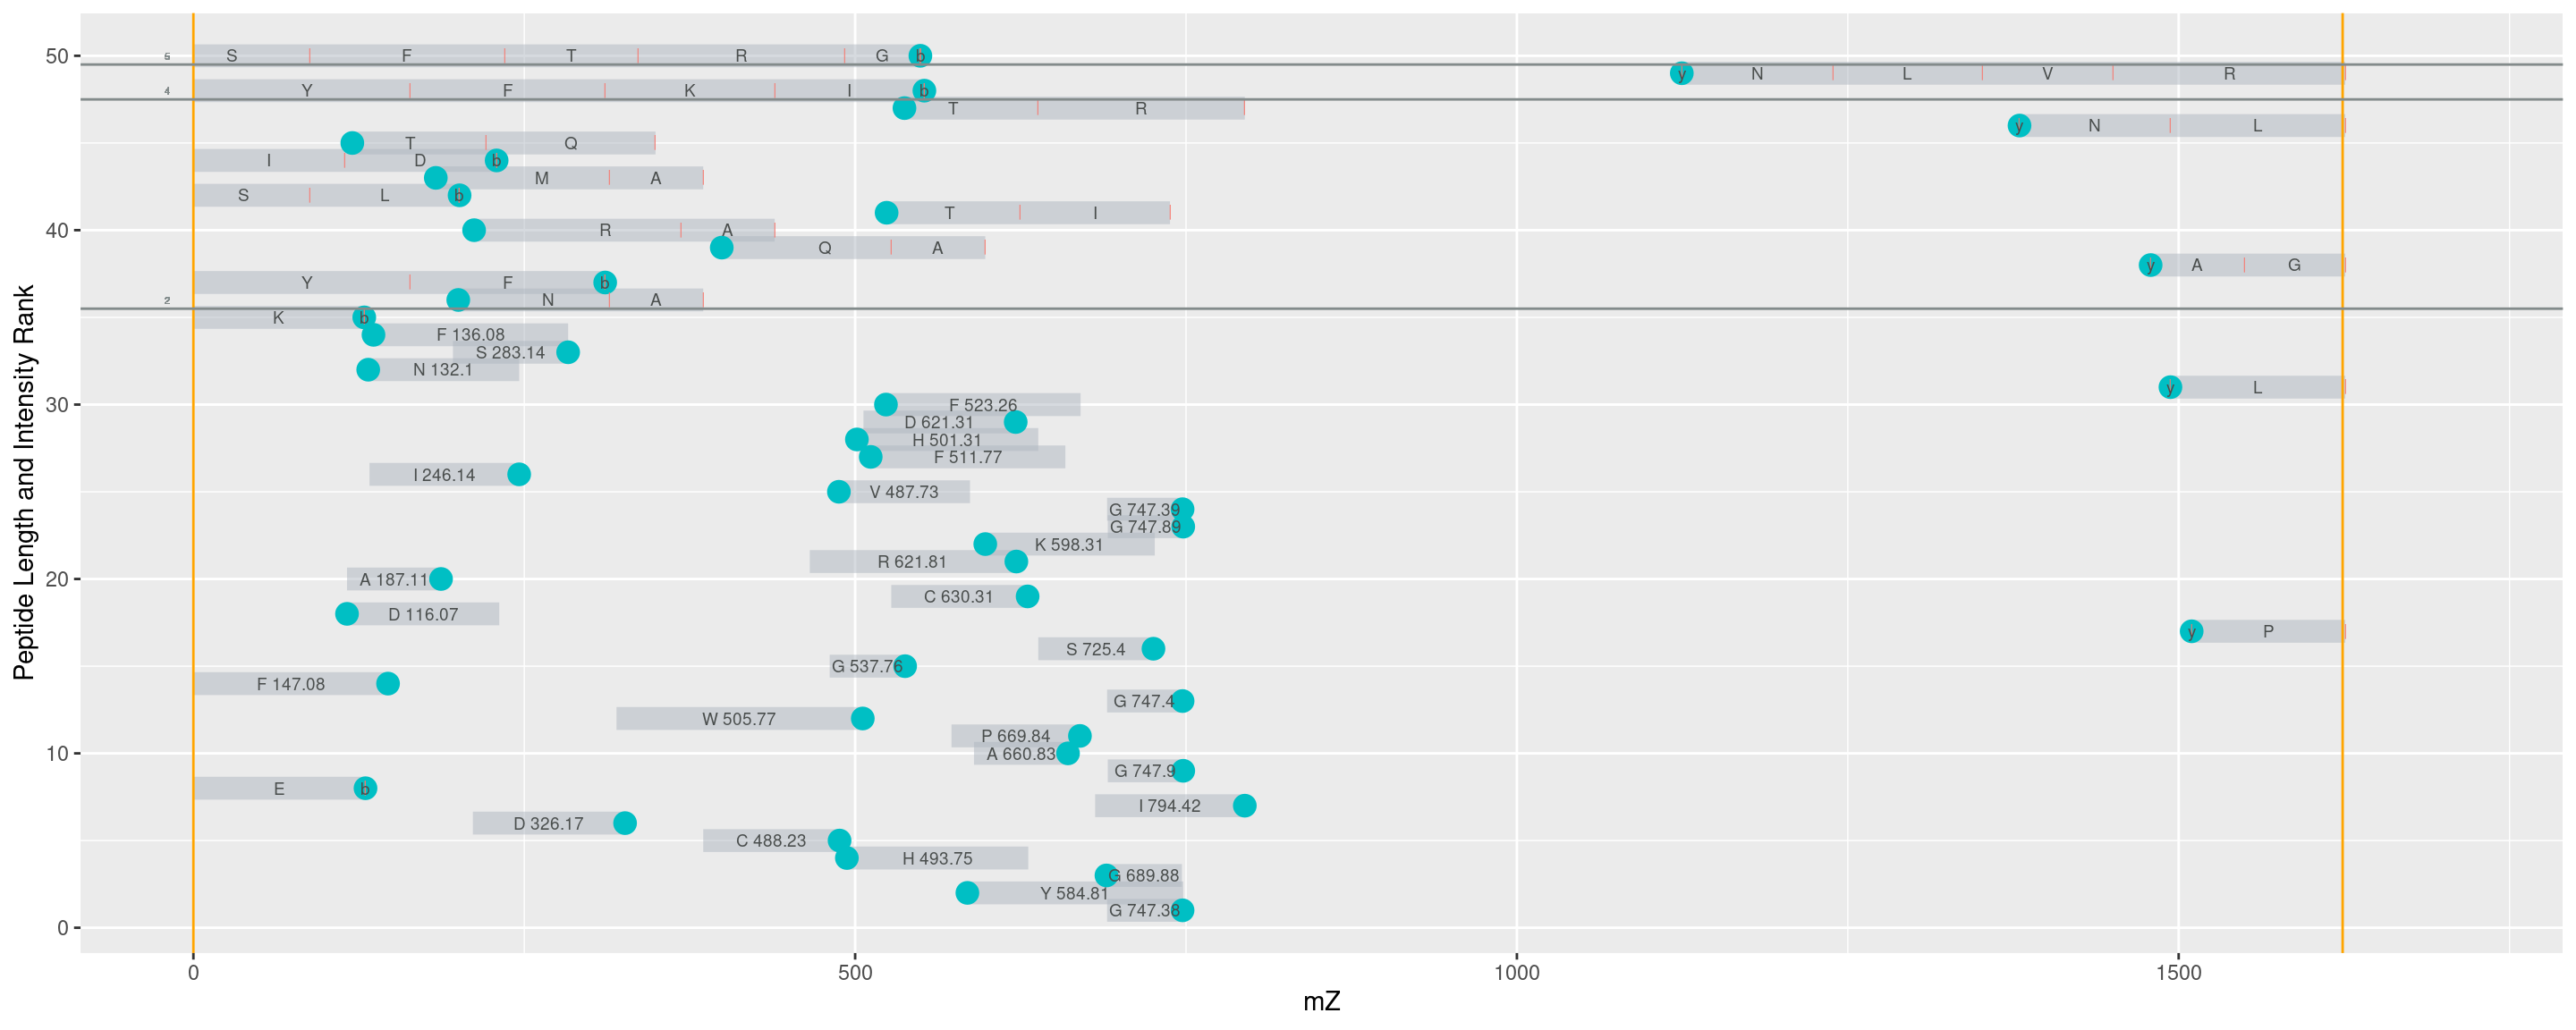 50
5
S F T R G b
y N L V R
4
Y F K I b
T R
y N L
T Q
I D b
M A
S L b
T I
40
R A
Q A
y A G
Y F b
2
N A
K b
F 136.08
S 283.14
N 132.1
y L
30
F 523.26
D 621.31
H 501.31
F 511.77
I 246.14
V 487.73
G 747.39
G 747.89
K 598.31
R 621.81
20
A 187.11
C 630.31
D 116.07
y P
S 725.4
G 537.76
F 147.08
G 747.4
W 505.77
P 669.84
10
A 660.83
G 747.9
E b
I 794.42
D 326.17
C 488.23
H 493.75
G 689.88
Y 584.81
G 747.38
0
0 500 1000 1500
mZ
Peptide Length and Intensity Rank